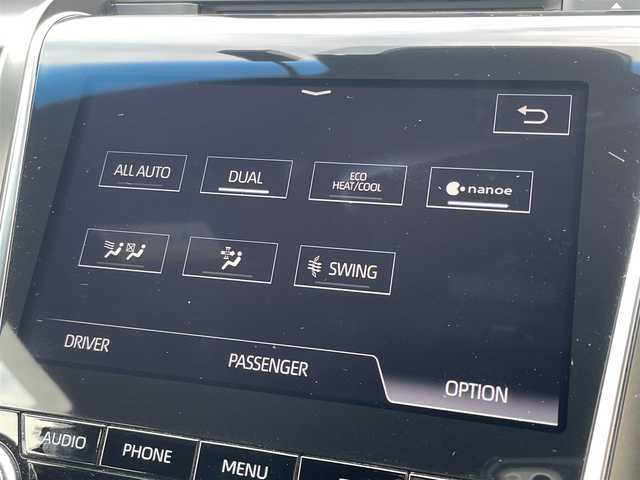 ALL AUTO
DUAL
ECO
HEAT/COOL
nanoe
SWING
DRIVER
PASSENGER
OPTION
AUDIO
PHONE
MENU